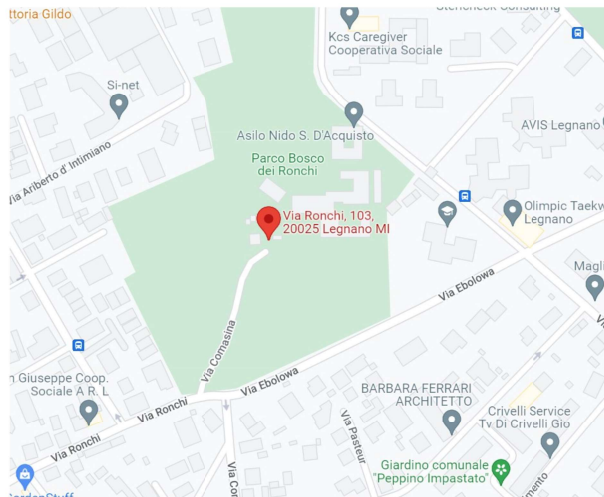 ttoria Gildo
Kcs Caregiver
Cooperativa Sociale
Si-net
AVIS Legnano
Asilo Nido S. D'Acquisto
Parco Bosco
dei Ronchi
Via Ariberto d' Intimiano
Via Ronchi, 103,
20025 Legnano MI
Olimpic Taekw
Legnano
Magli
Via Ebolowa
Via Comasina
n Giuseppe Coop.
Sociale A R. L
Via Ebolowa
Via Ronchi
BARBARA FERRARI
ARCHITETTO
Crivelli Service
Tv Di Crivelli Gio
Via Pasteur
Via Ronchi
Giardino comunale
"Peppino Impastato"